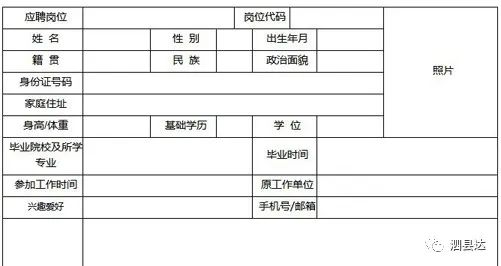 应聘岗位 岗位代码
姓名 性别 出生年月 照片
籍贯 民族 政治面貌
身份证号码
家庭住址
身高/体重 基础学历 学位
毕业院校及所学专业 毕业时间
参加工作时间 原工作单位
兴趣爱好 手机号/邮箱
泗县达